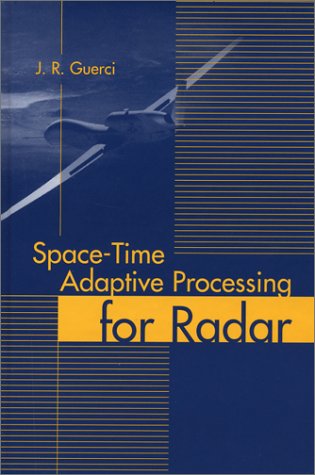 J. R. Guerci
Space-Time
Adaptive Processing
for Radar